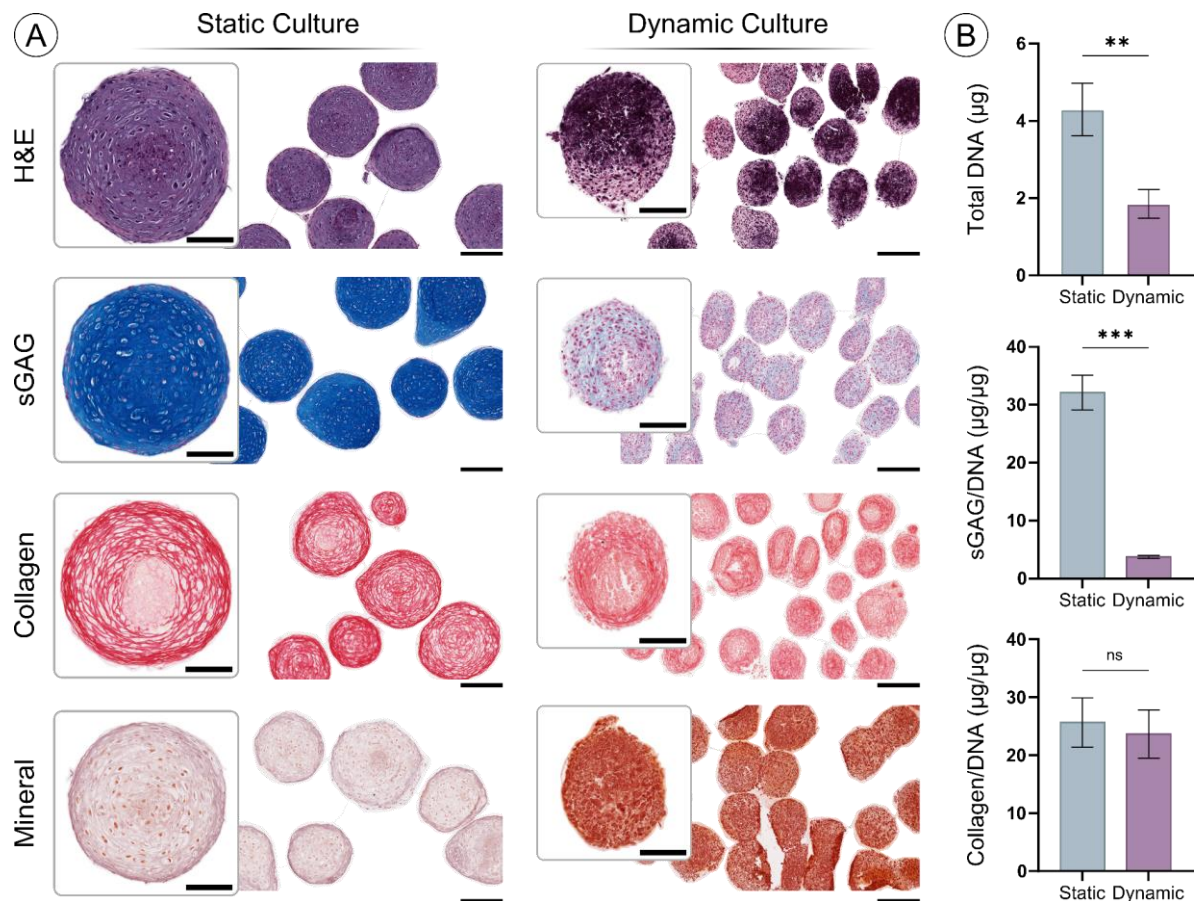 A
Static Culture
Dynamic Culture
H&E
sGAG
Collagen
Mineral
B
Total DNA (µg)
6
4
2
0
**
Static Dynamic
sGAG/DNA (µg/µg)
40
30
20
10
0
***
Static Dynamic
Collagen/DNA (µg/µg)
40
30
20
10
0
ns
Static Dynamic